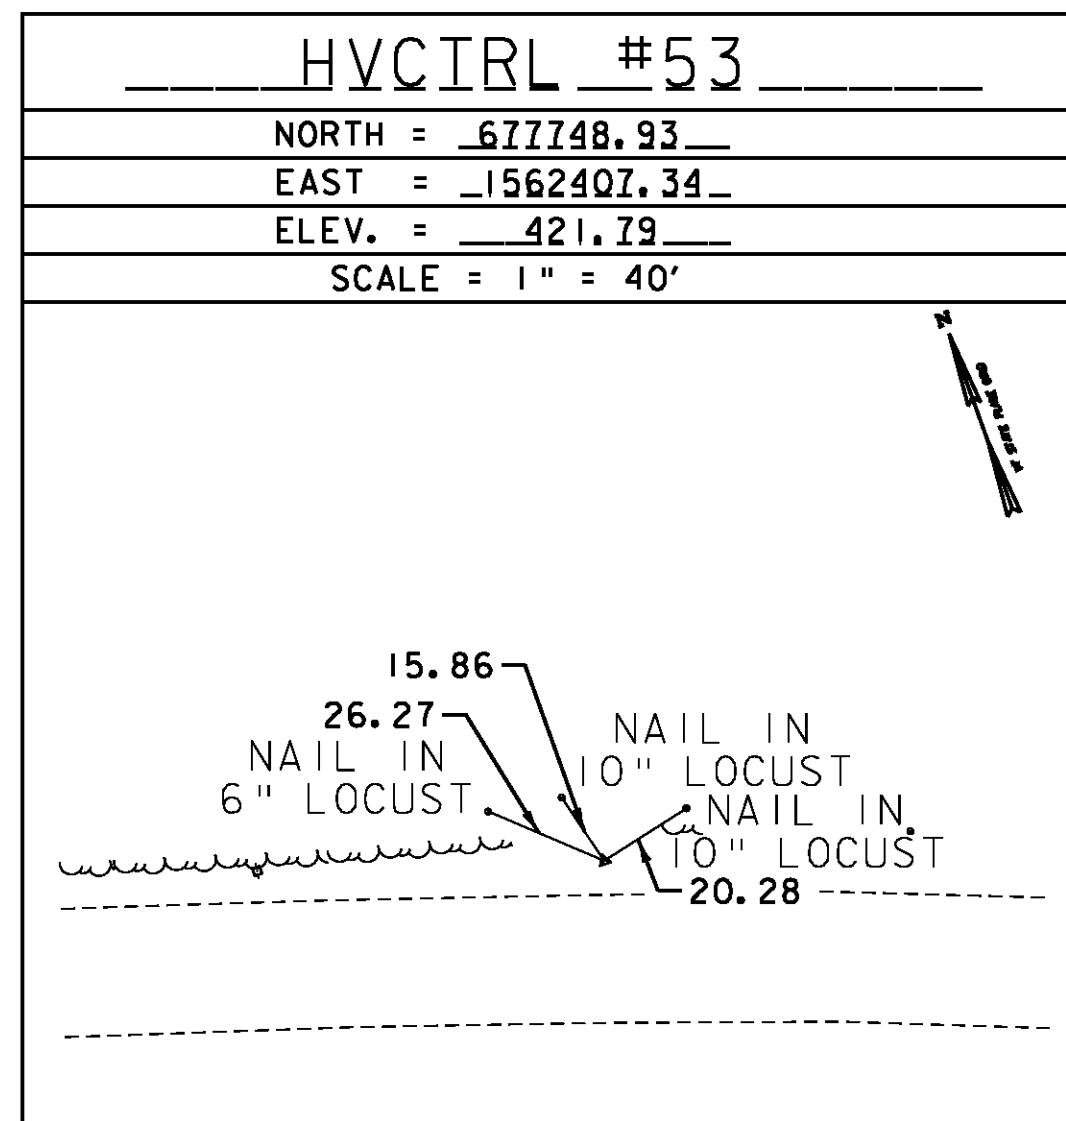 HVCTRL #53
NORTH = 677748.93
EAST = 1562407.34
ELEV. = 421.79
SCALE = 1" = 40'
N
15.86
26.27
NAIL IN
6" LOCUST
NAIL IN
10" LOCUST
NAIL IN
10" LOCUST
20.28